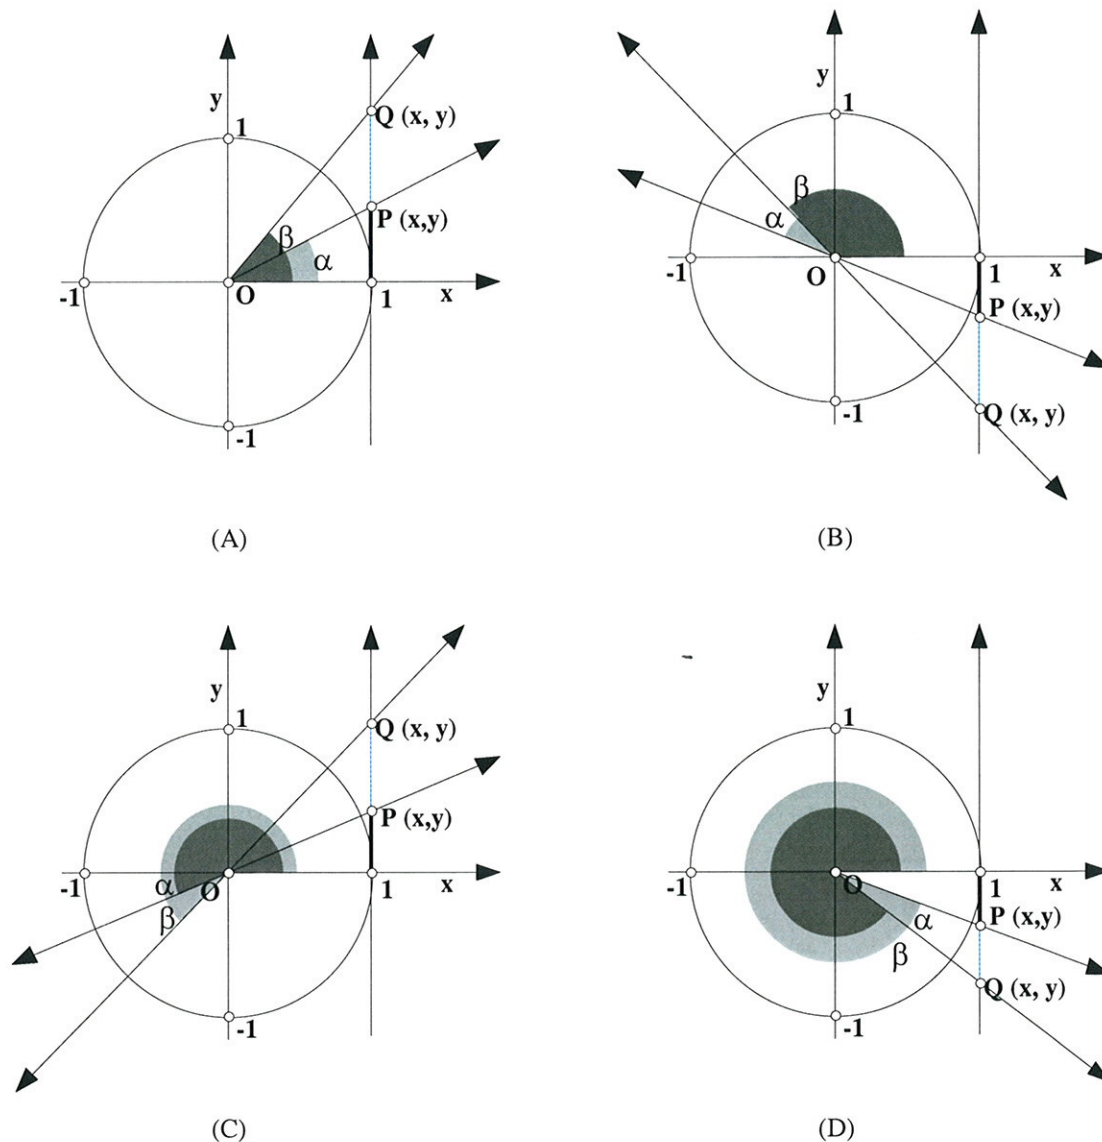 y
1
Q (x, y)
P (x,y)
β
α
-1
O
1
x
-1
(A)
y
1
β
α
-1
O
1
x
P (x,y)
-1
Q (x, y)
(B)
y
1
Q (x, y)
P (x,y)
-1
α
O
1
x
β
-1
(C)
y
1
-1
O
1
x
P (x,y)
α
β
Q (x, y)
-1
(D)